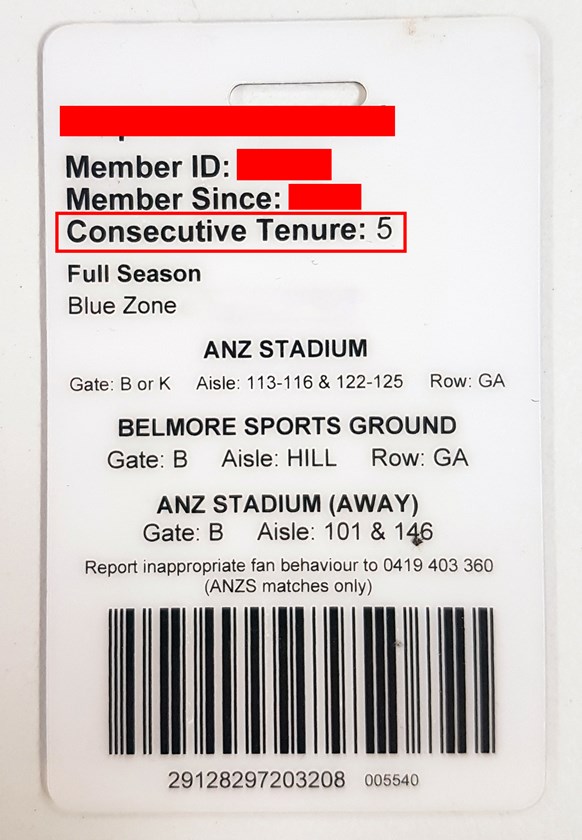 Member ID:
Member Since:
Consecutive Tenure: 5
Full Season
Blue Zone
ANZ STADIUM
Gate: B or K Aisle: 113-116 & 122-125 Row: GA
BELMORE SPORTS GROUND
Gate: B Aisle: HILL Row: GA
ANZ STADIUM (AWAY)
Gate: B Aisle: 101 & 146
Report inappropriate fan behaviour to 0419 403 360
(ANZS matches only)
29128297203208 005540